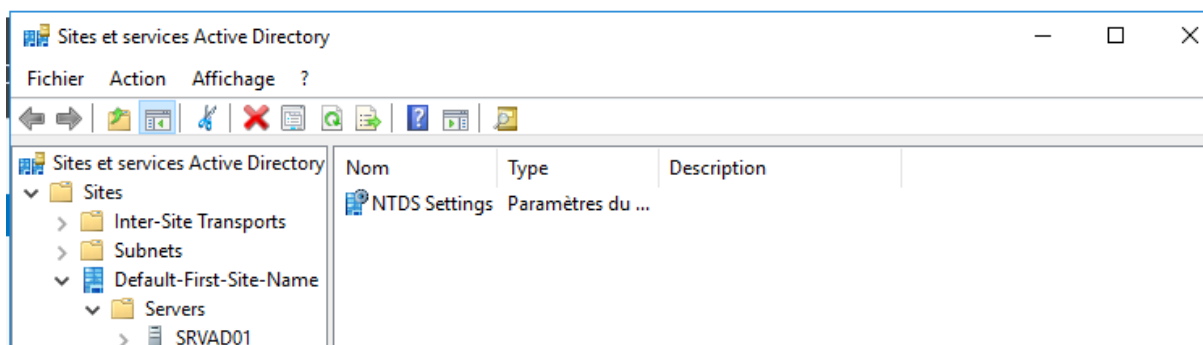 Sites et services Active Directory
Fichier Action Affichage ?
Sites et services Active Directory
Sites
Inter-Site Transports
Subnets
Default-First-Site-Name
Servers
SRVAD01
Nom Type Description
NTDS Settings Paramètres du ...